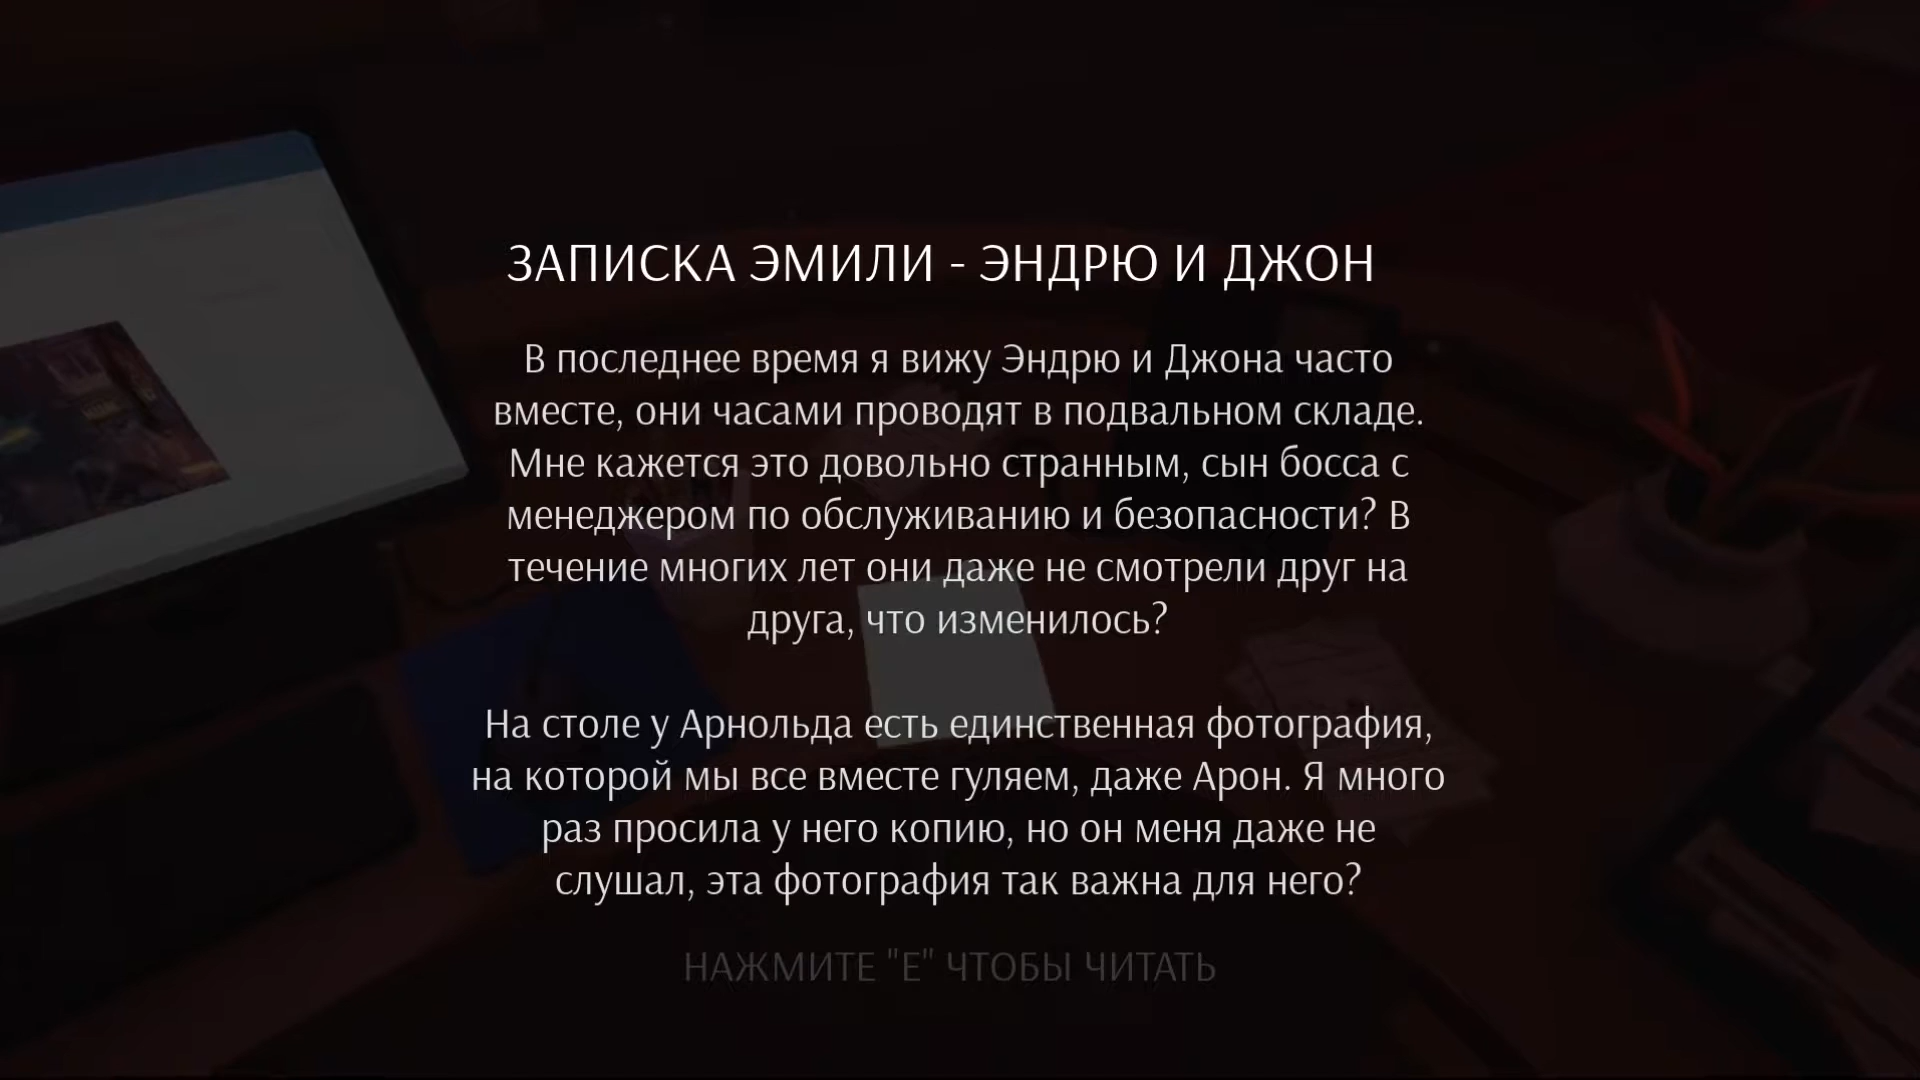 ЗАПИСКА ЭМИЛИ - ЭНДРЮ И ДЖОН
В последнее время я вижу Эндрю и Джона часто
вместе, они часами проводят в подвальном складе.
Мне кажется это довольно странным, сын босса с
менеджером по обслуживанию и безопасности? В
течение многих лет они даже не смотрели друг на
друга, что изменилось?
На столе у Арнольда есть единственная фотография,
на которой мы все вместе гуляем, даже Арон. Я много
раз просила у него копию, но он меня даже не
слушал, эта фотография так важна для него?
НАЖМИТЕ "Е" ЧТОБЫ ЧИТАТЬ